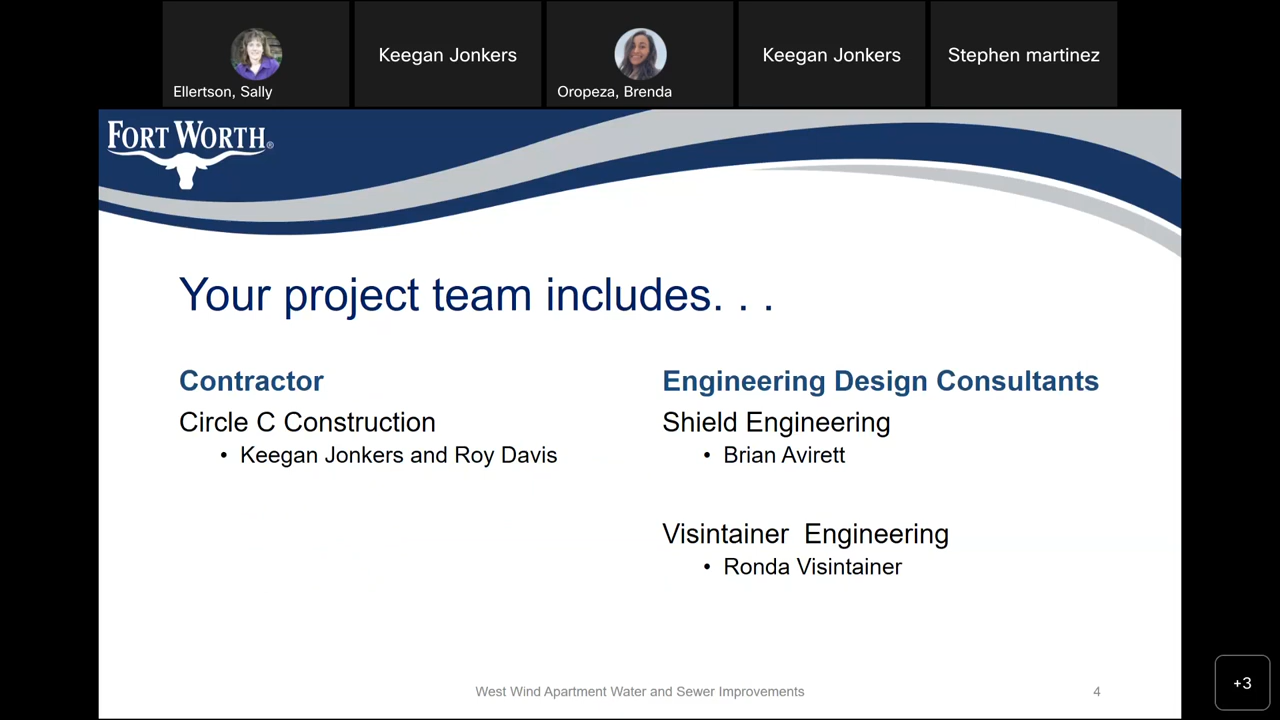 Keegan Jonkers
Keegan Jonkers
Stephen martinez
Ellertson, Sally
Oropeza, Brenda
FORT WORTH®
Your project team includes. . .
Contractor
Circle C Construction
• Keegan Jonkers and Roy Davis
Engineering Design Consultants
Shield Engineering
• Brian Avirett
Visintainer  Engineering
• Ronda Visintainer
West Wind Apartment Water and Sewer Improvements
4
+3